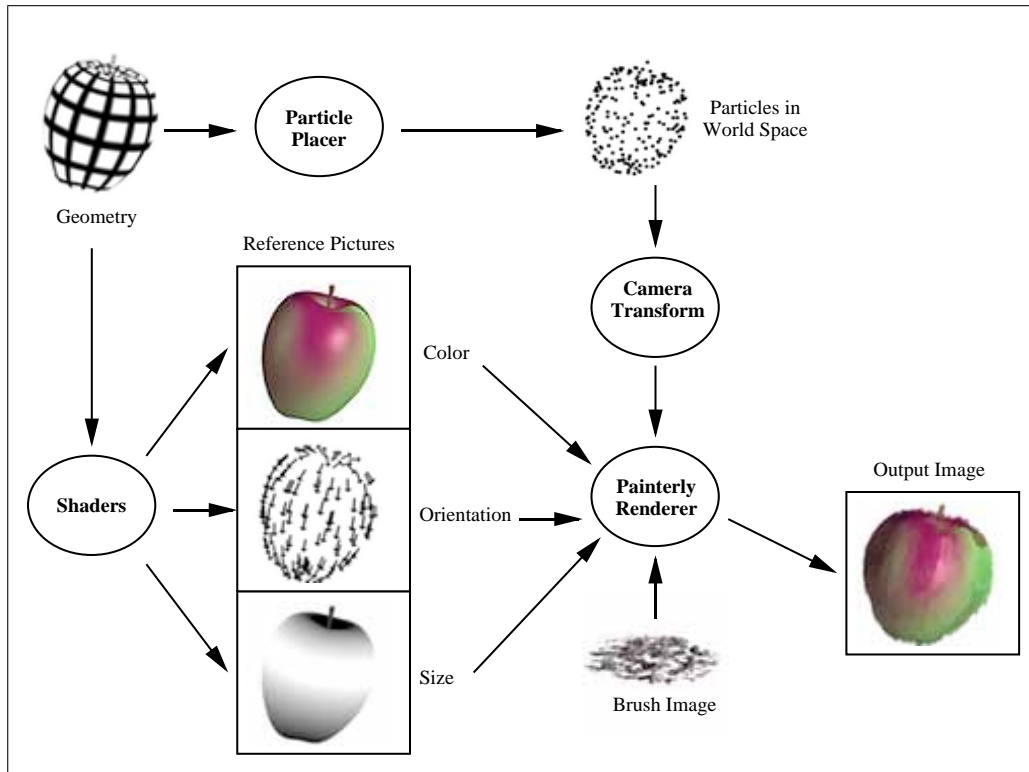 Particle
Placer
Particles in
World Space
Geometry
Reference Pictures
Camera
Transform
Color
Shaders
Orientation
Painterly
Renderer
Output Image
Size
Brush Image